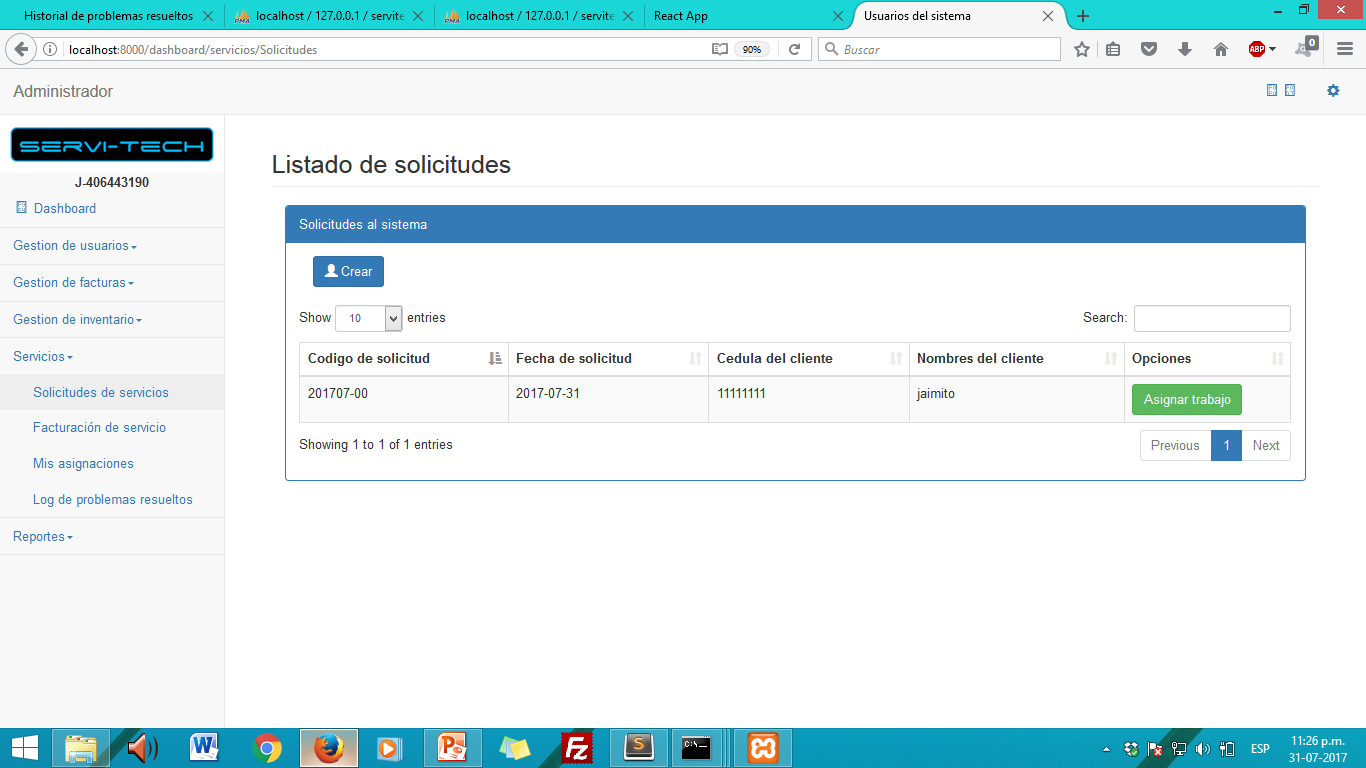 Historial de problemas resueltos
localhost / 127.0.0.1 / servite
localhost / 127.0.0.1 / servite
React App
Usuarios del sistema
localhost:8000/dashboard/servicios/Solicitudes
90%
Buscar
ABP
0
Administrador
SERVI-TECH
J-406443190
Dashboard
Gestion de usuarios
Gestion de facturas
Gestion de inventario
Servicios
Solicitudes de servicios
Facturación de servicio
Mis asignaciones
Log de problemas resueltos
Reportes
Listado de solicitudes
Solicitudes al sistema
Crear
Show 10 entries
Search:
Codigo de solicitud Fecha de solicitud Cedula del cliente Nombres del cliente Opciones
201707-00 2017-07-31 11111111 jaimito Asignar trabajo
Showing 1 to 1 of 1 entries
Previous 1 Next
ESP
11:26 p.m.
31-07-2017